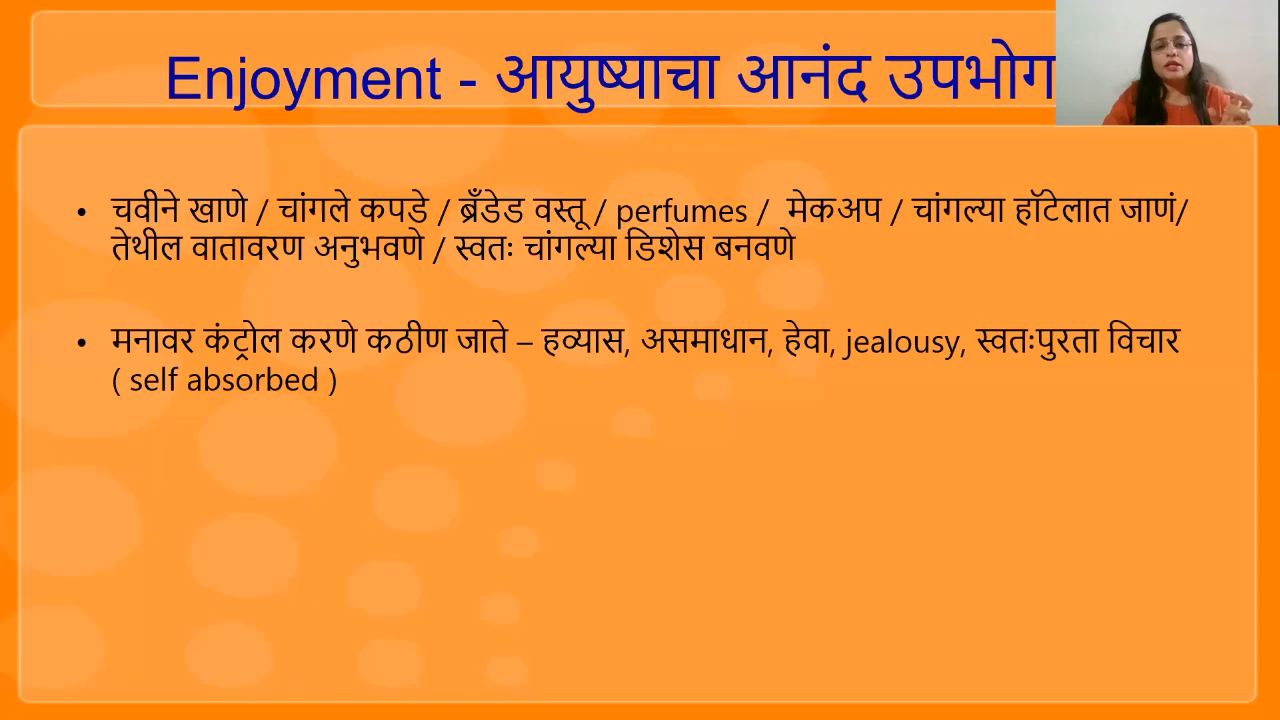 Enjoyment - आयुष्याचा आनंद उपभोग
• चवीने खाणे / चांगले कपडे / ब्रँडेड वस्तू / perfumes / मेकअप / चांगल्या हॉटेलात जाणं/
तेथील वातावरण अनुभवणे / स्वतः चांगल्या डिशेस बनवणे
• मनावर कंट्रोल करणे कठीण जाते – हव्यास, असमाधान, हेवा, jealousy, स्वतःपुरता विचार
( self absorbed )